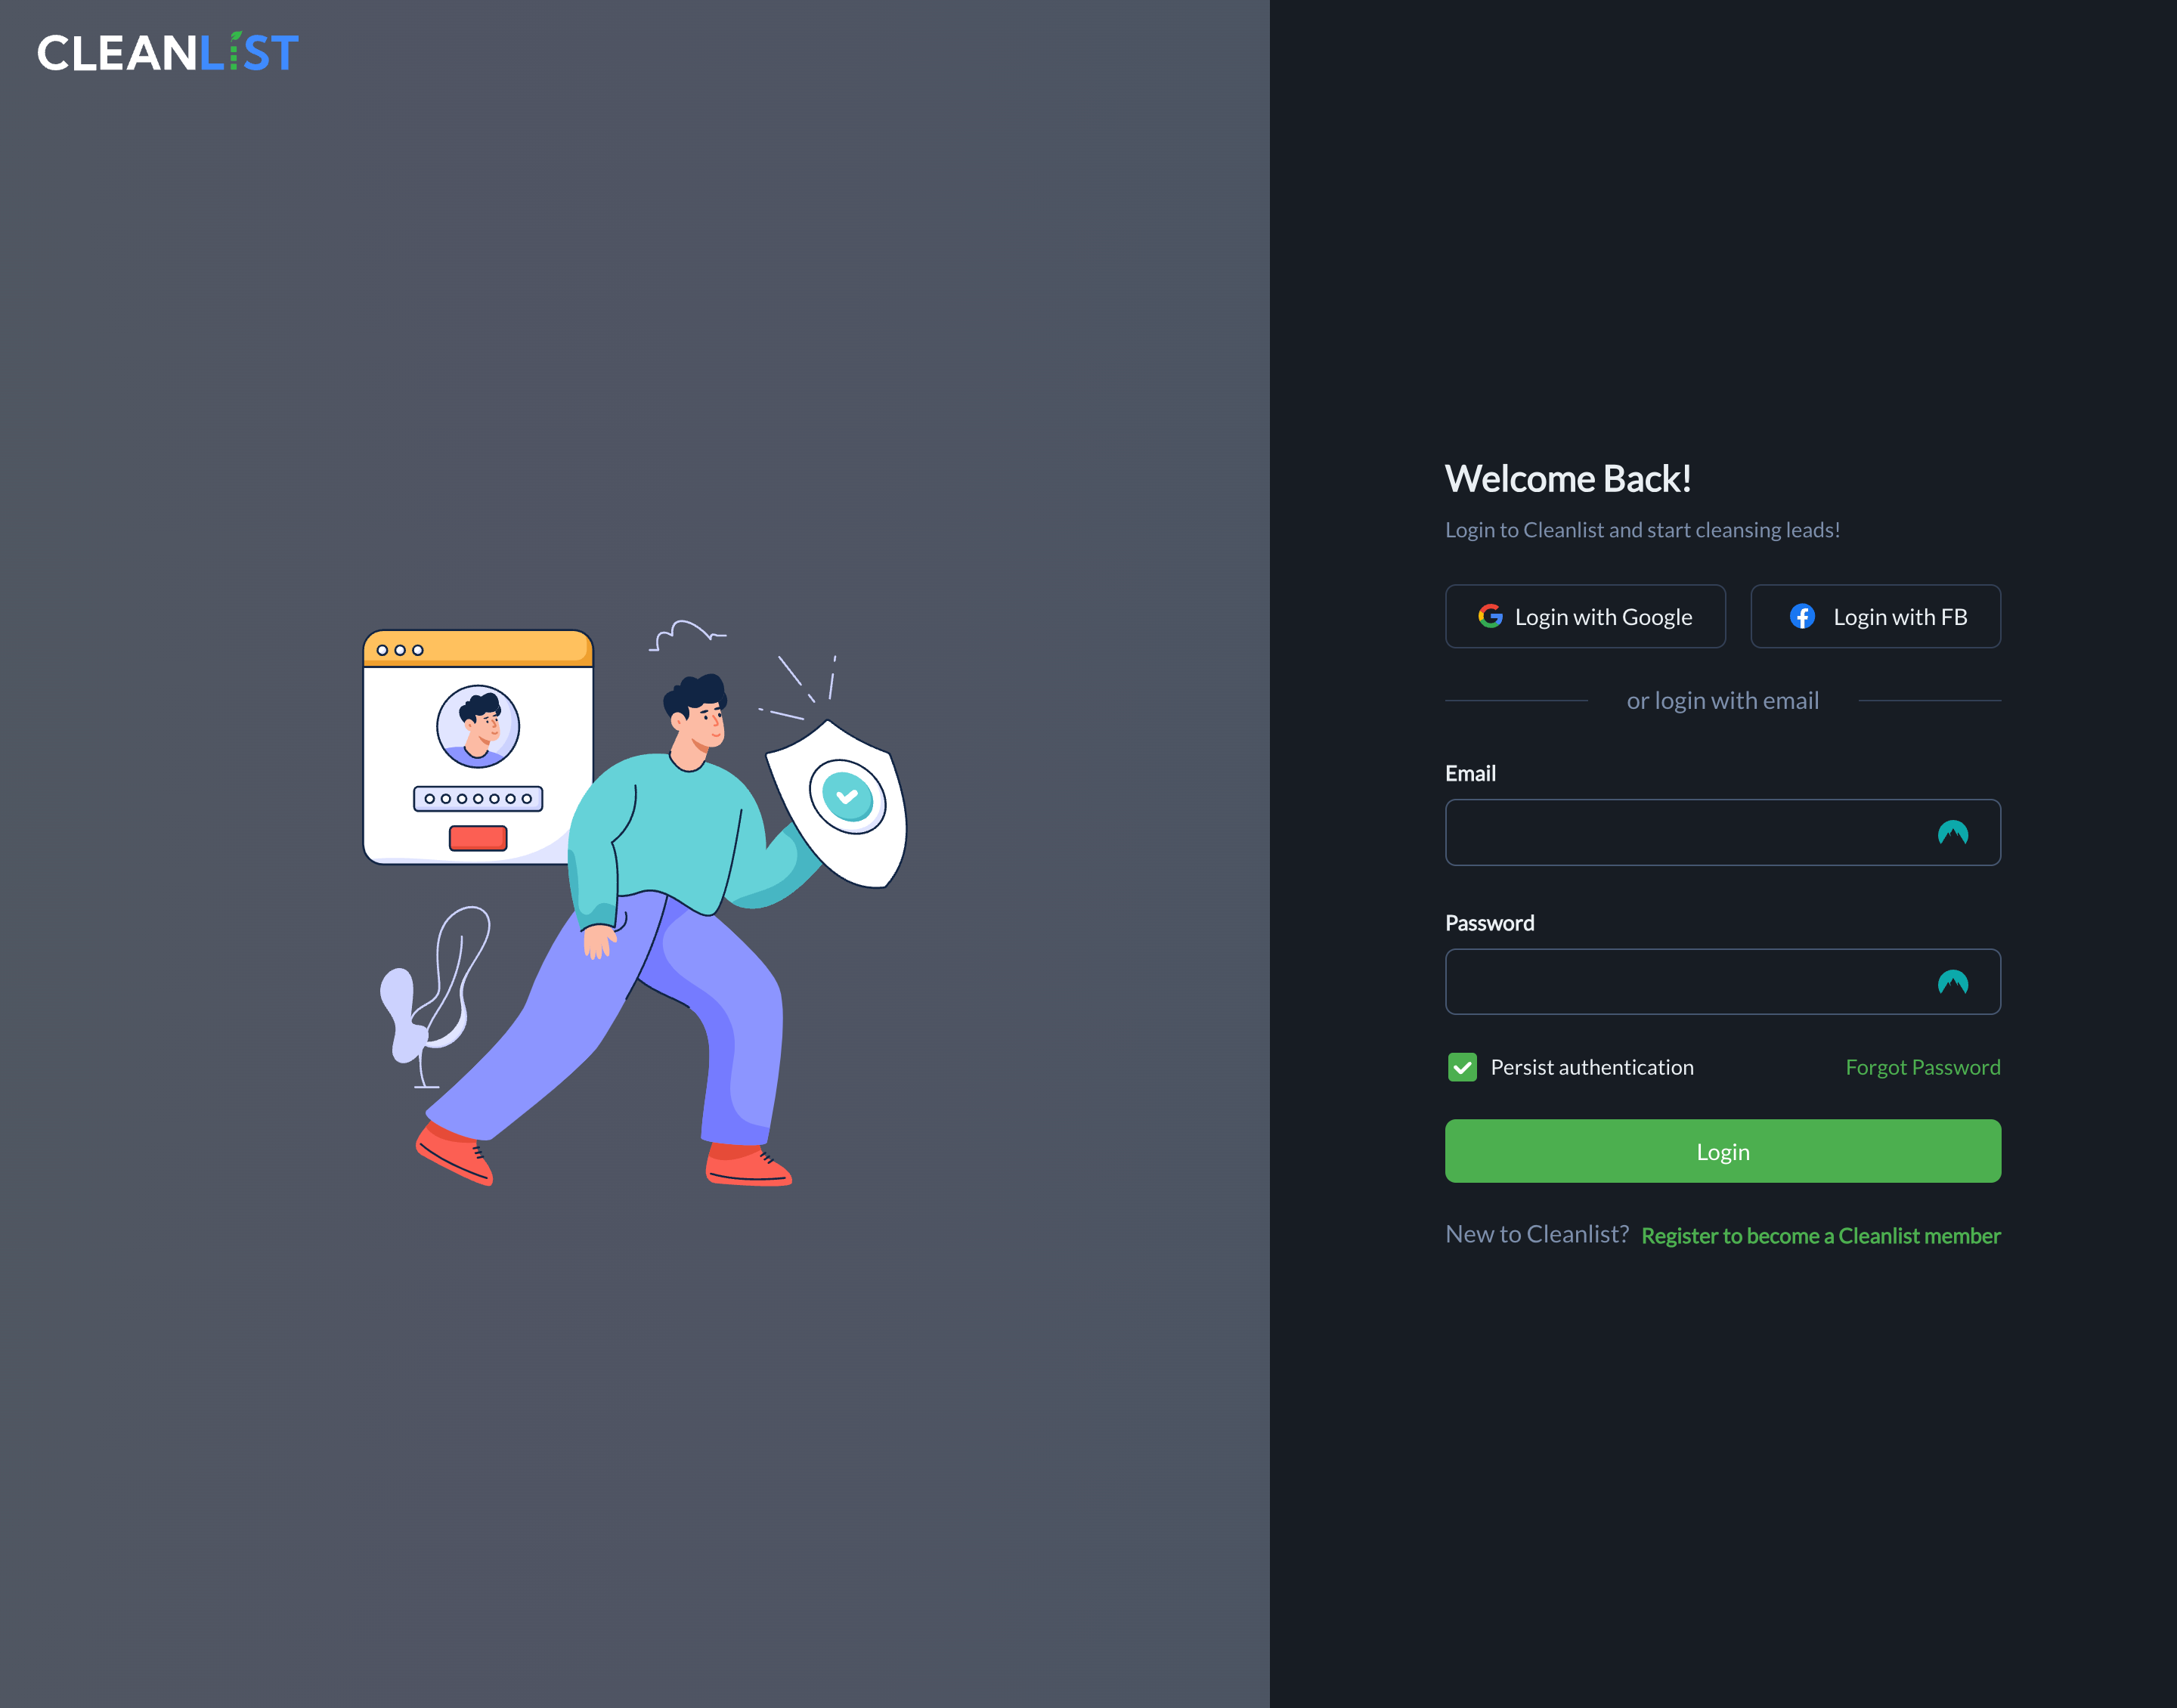 CLEANLIST
Welcome Back!
Login to Cleanlist and start cleansing leads!
Login with Google
Login with FB
or login with email
Email
Password
Persist authentication
Forgot Password
Login
New to Cleanlist? Register to become a Cleanlist member